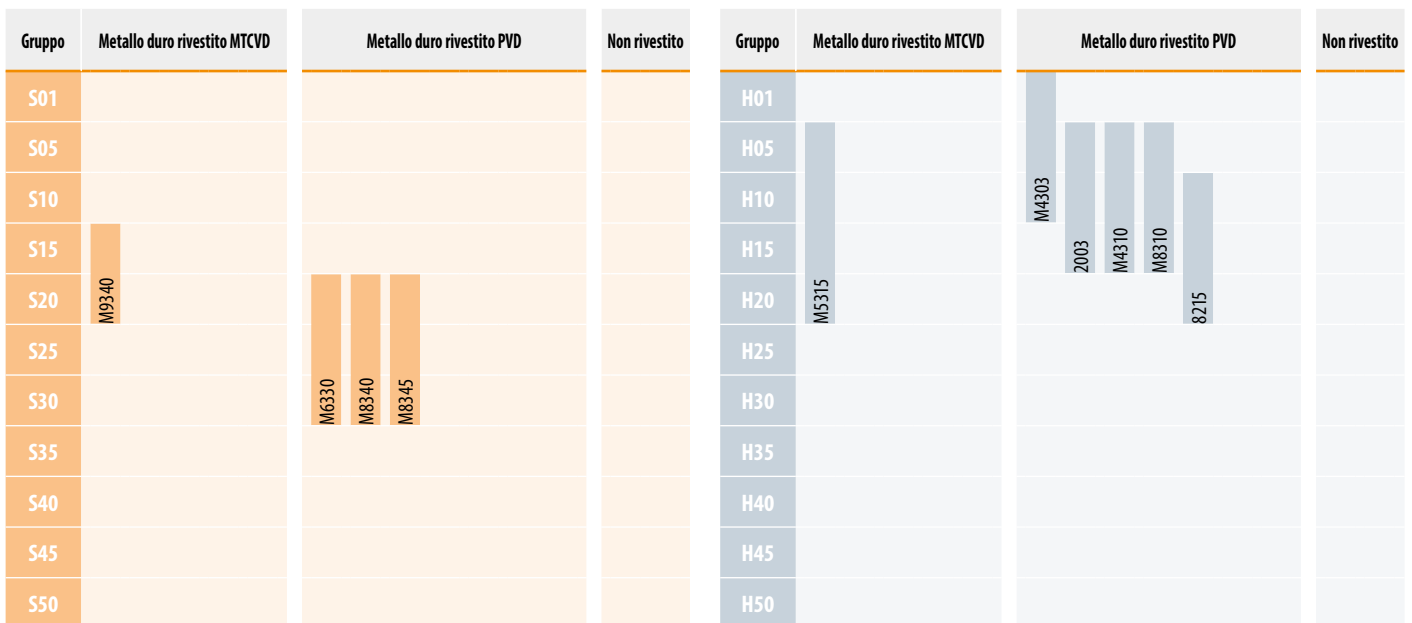 Gruppo Metallo duro rivestito MTCVD Metallo duro rivestito PVD Non rivestito
S01
S05
S10
S15
S20
S25
S30
S35
S40
S45
S50
M9340
M6330
M8340
M8345
Gruppo Metallo duro rivestito MTCVD Metallo duro rivestito PVD Non rivestito
H01
H05
H10
H15
H20
H25
H30
H35
H40
H45
H50
M5315
M4303
2003
M4310
M8310
8215